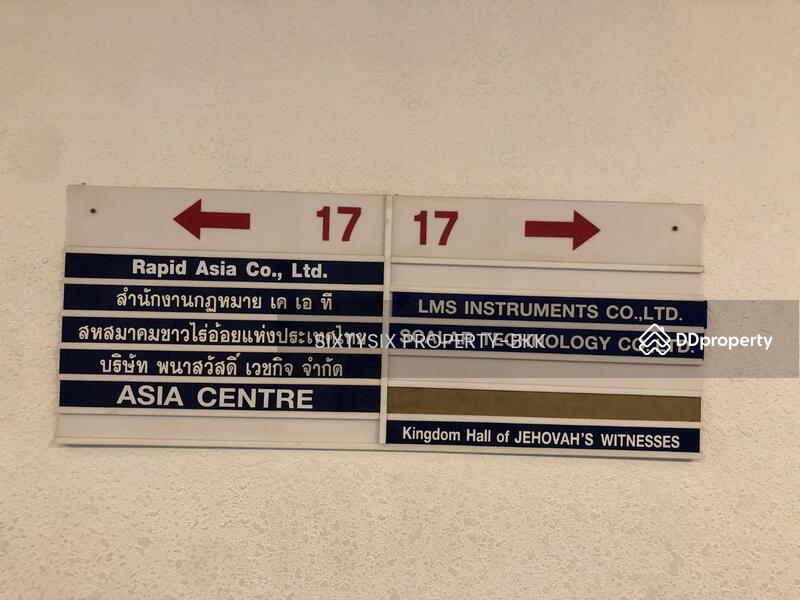 17
Rapid Asia Co., Ltd.
สำนักงานกฎหมาย เค เอ ที
สหสมาคมชาวไร่อ้อยแห่งประเทศไทย
บริษัท พนาสวัสดิ์ เวชกิจ จำกัด
ASIA CENTRE
17
LMS INSTRUMENTS CO.,LTD.
TECHNOLOGY CO.,LTD.
Kingdom Hall of JEHOVAH'S WITNESSES
SIXTYSIX PROPERTY-BKK
DDproperty